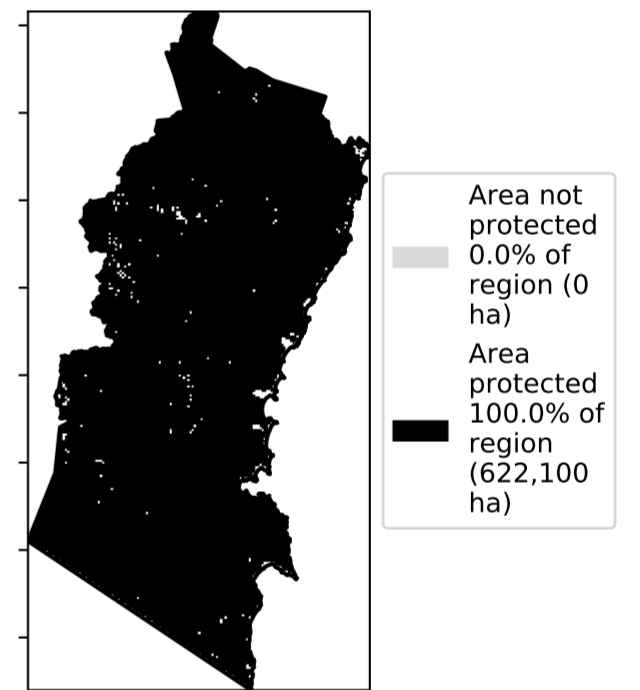 Area not
protected
0.0% of
region (0
ha)
Area
protected
100.0% of
region
(622,100
ha)